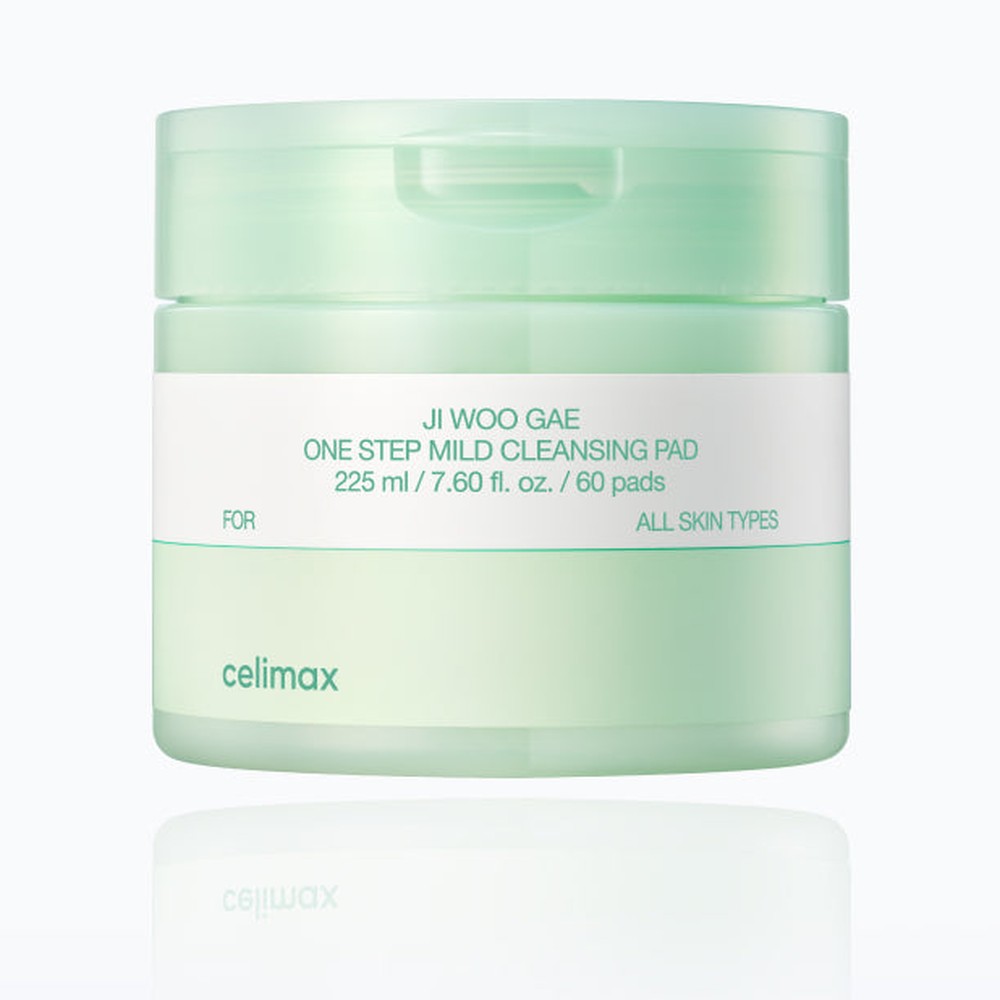 JI WOO GAE
ONE STEP MILD CLEANSING PAD
225 ml / 7.60 fl. oz. / 60 pads
FOR ALL SKIN TYPES
celimax
celimax